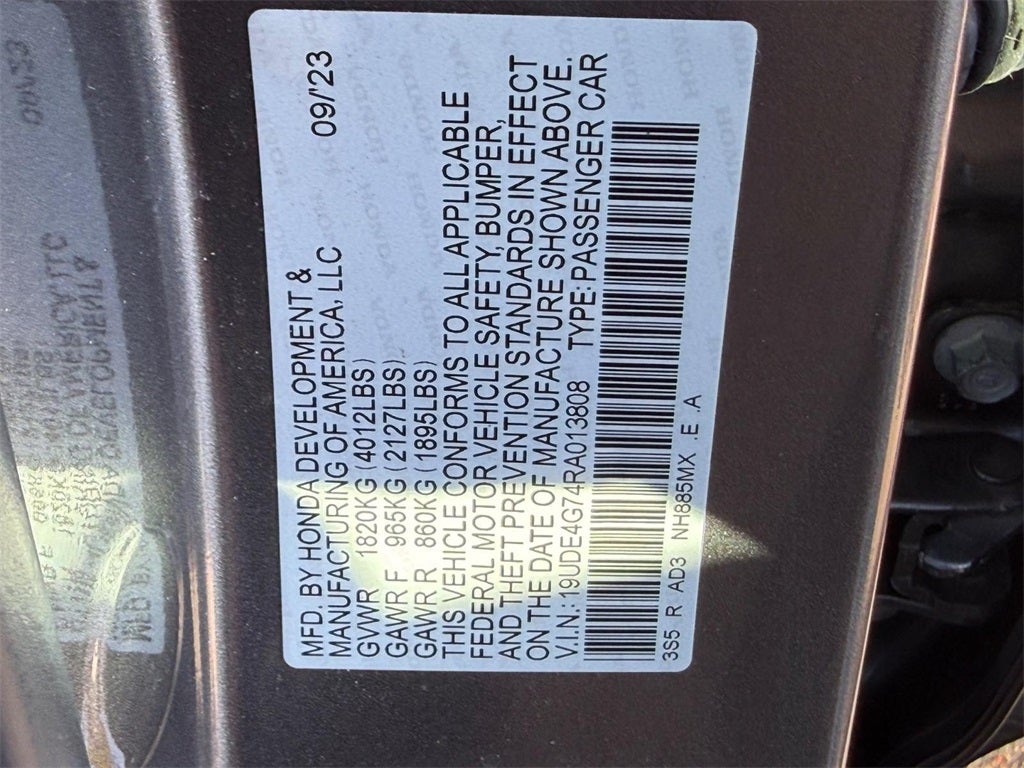 MFD. BY HONDA DEVELOPMENT &
MANUFACTURING OF AMERICA, LLC 09/'23
GVWR 1820KG (4012LBS)
GAWR F 965KG (2127LBS)
GAWR R 860KG (1895LBS)
THIS VEHICLE CONFORMS TO ALL APPLICABLE
FEDERAL MOTOR VEHICLE SAFETY, BUMPER,
AND THEFT PREVENTION STANDARDS IN EFFECT
ON THE DATE OF MANUFACTURE SHOWN ABOVE.
V.I.N.: 19UDE4G74RA013808 TYPE: PASSENGER CAR
3S5 R AD3 NH885MX .E .A